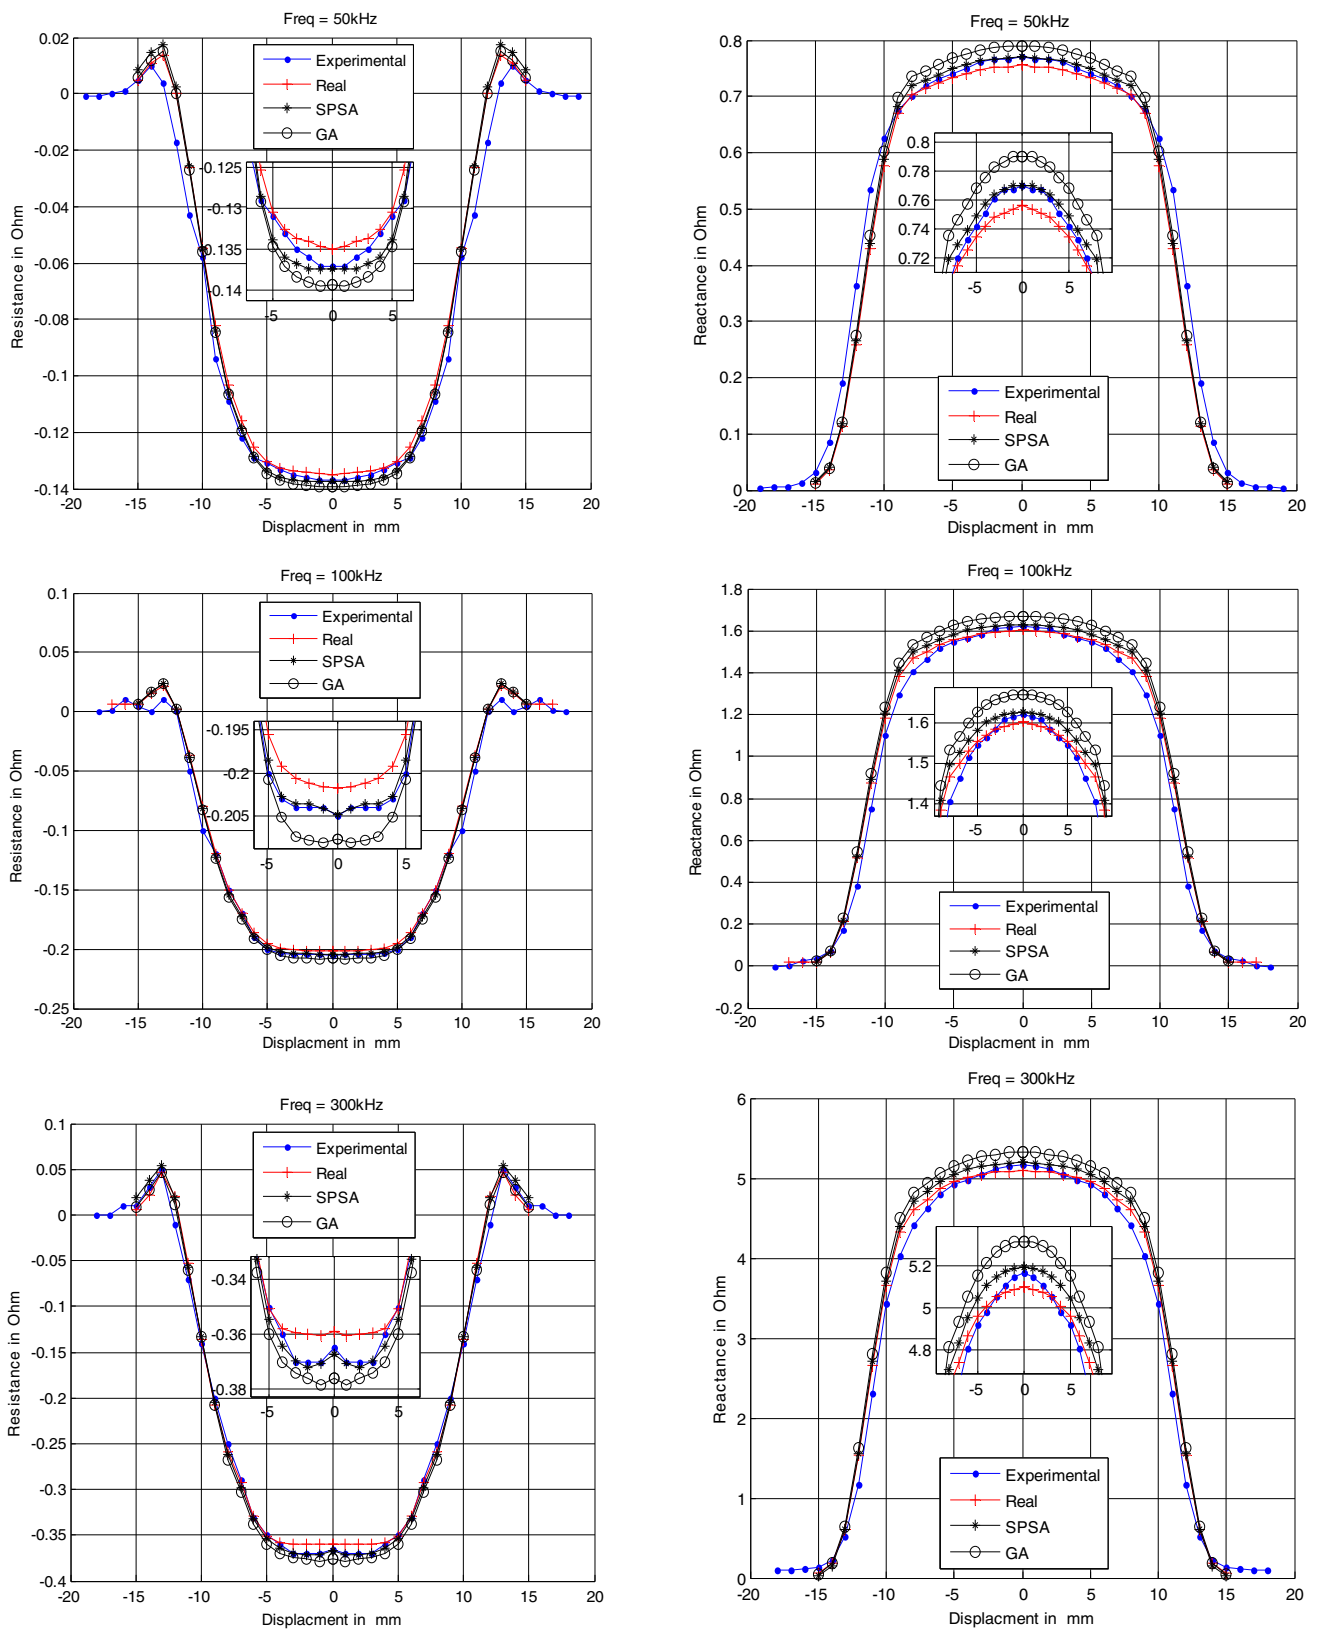 Freq = 50kHz
Resistance in Ohm
0.02
0
-0.02
-0.04
-0.06
-0.08
-0.1
-0.12
-0.14
Experimental
Real
SPSA
GA
-0.125
-0.13
-0.135
-0.14
-5 0 5
-20 -15 -10 -5 0 5 10 15 20
Displacment in mm
Freq = 50kHz
Reactance in Ohm
0.8
0.7
0.6
0.5
0.4
0.3
0.2
0.1
0
0.8
0.78
0.76
0.74
0.72
-5 0 5
Experimental
Real
SPSA
GA
-20 -15 -10 -5 0 5 10 15 20
Displacment in mm
Freq = 100kHz
Resistance in Ohm
0.1
0.05
0
-0.05
-0.1
-0.15
-0.2
-0.25
Experimental
Real
SPSA
GA
-0.195
-0.2
-0.205
-5 0 5
-20 -15 -10 -5 0 5 10 15 20
Displacment in mm
Freq = 100kHz
Reactance in Ohm
1.8
1.6
1.4
1.2
1
0.8
0.6
0.4
0.2
0
-0.2
1.6
1.5
1.4
-5 0 5
Experimental
Real
SPSA
GA
-20 -15 -10 -5 0 5 10 15 20
Displacment in mm
Freq = 300kHz
Resistance in Ohm
0.1
0.05
0
-0.05
-0.1
-0.15
-0.2
-0.25
-0.3
-0.35
-0.4
Experimental
Real
SPSA
GA
-0.34
-0.36
-0.38
-5 0 5
-20 -15 -10 -5 0 5 10 15 20
Displacment in mm
Freq = 300kHz
Reactance in Ohm
6
5
4
3
2
1
0
5.2
5
4.8
-5 0 5
Experimental
Real
SPSA
GA
-20 -15 -10 -5 0 5 10 15 20
Displacment in mm